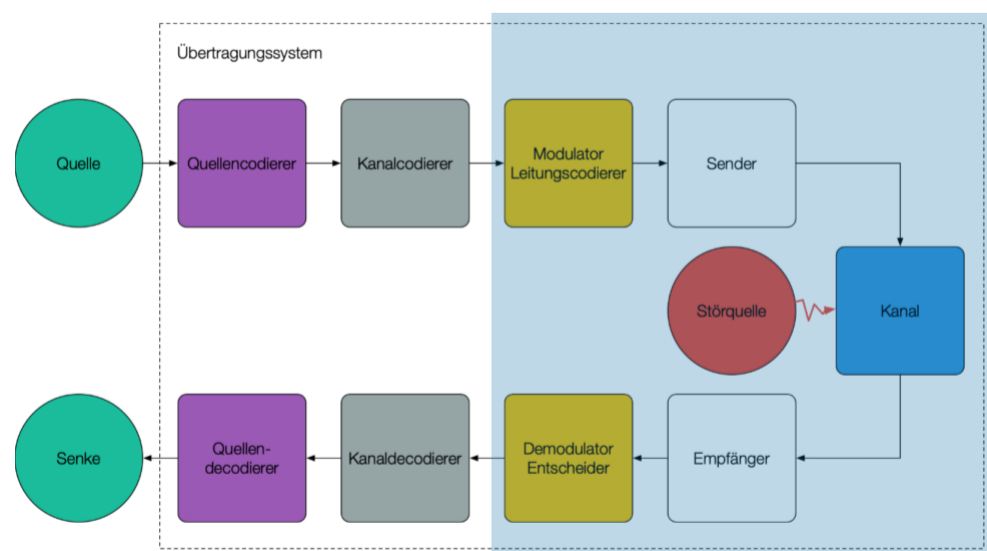 Übertragungssystem
Quelle
Quellencodierer
Kanalcodierer
Modulator
Leitungscodierer
Sender
Störquelle
Kanal
Senke
Quellen-
decodierer
Kanaldecodierer
Demodulator
Entscheider
Empfänger